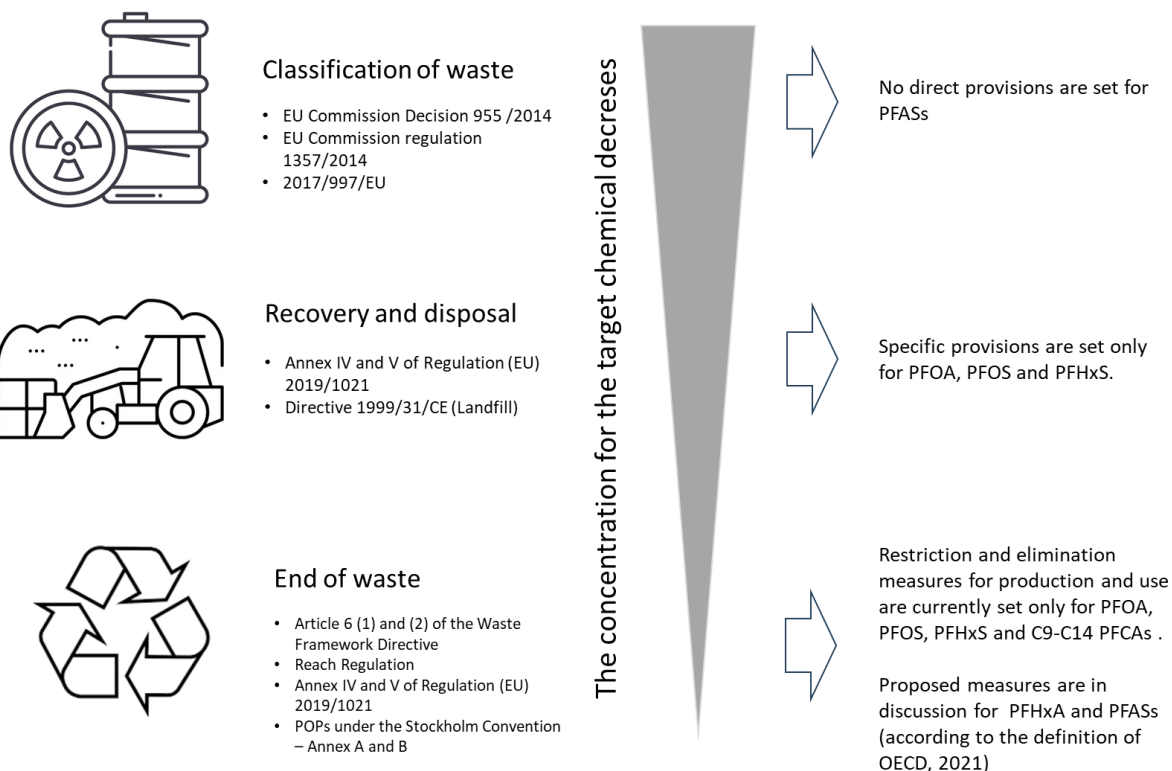 Classification of waste
• EU Commission Decision 955 /2014
• EU Commission regulation
1357/2014
• 2017/997/EU
No direct provisions are set for
PFASs
The concentration for the target chemical decreses
Recovery and disposal
• Annex IV and V of Regulation (EU)
2019/1021
• Directive 1999/31/CE (Landfill)
Specific provisions are set only
for PFOA, PFOS and PFHxS.
End of waste
• Article 6 (1) and (2) of the Waste
Framework Directive
• Reach Regulation
• Annex IV and V of Regulation (EU)
2019/1021
• POPs under the Stockholm Convention
– Annex A and B
Restriction and elimination
measures for production and use
are currently set only for PFOA,
PFOS, PFHxS and C9-C14 PFCAs .
Proposed measures are in
discussion for PFHxA and PFASs
(according to the definition of
OECD, 2021)